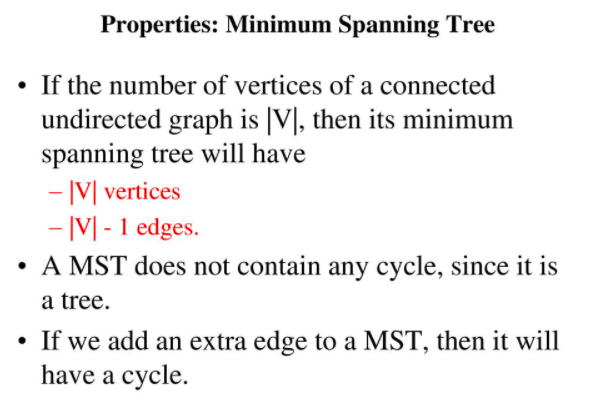 Properties: Minimum Spanning Tree
• If the number of vertices of a connected
undirected graph is |V|, then its minimum
spanning tree will have
– |V| vertices
– |V| - 1 edges.
• A MST does not contain any cycle, since it is
a tree.
• If we add an extra edge to a MST, then it will
have a cycle.